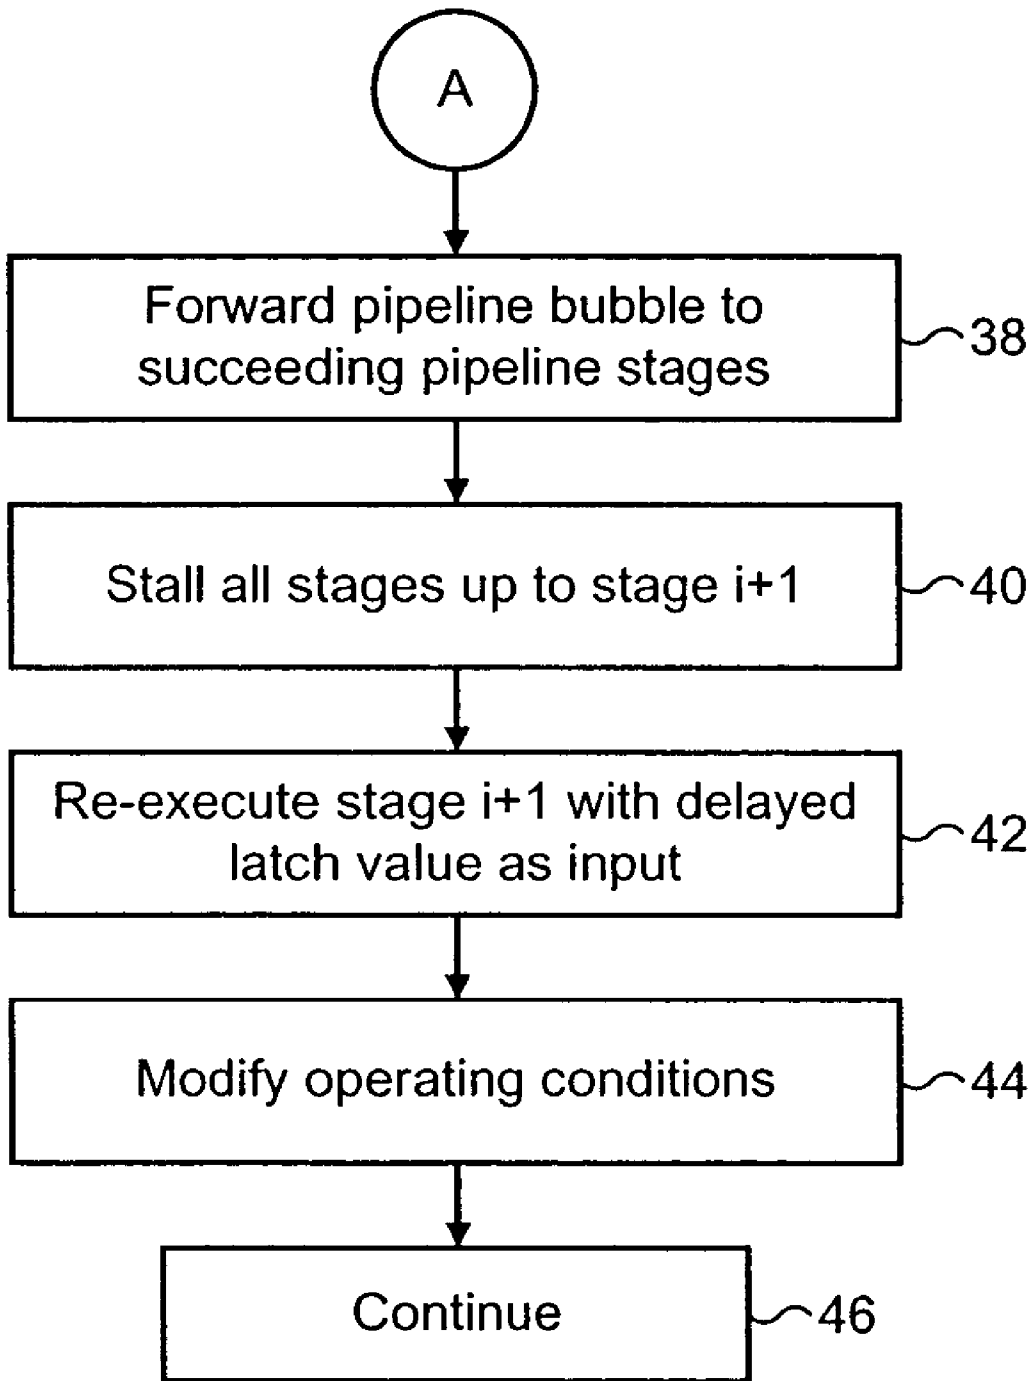 A
Forward pipeline bubble to
succeeding pipeline stages
38
Stall all stages up to stage i+1
40
Re-execute stage i+1 with delayed
latch value as input
42
Modify operating conditions
44
Continue
46